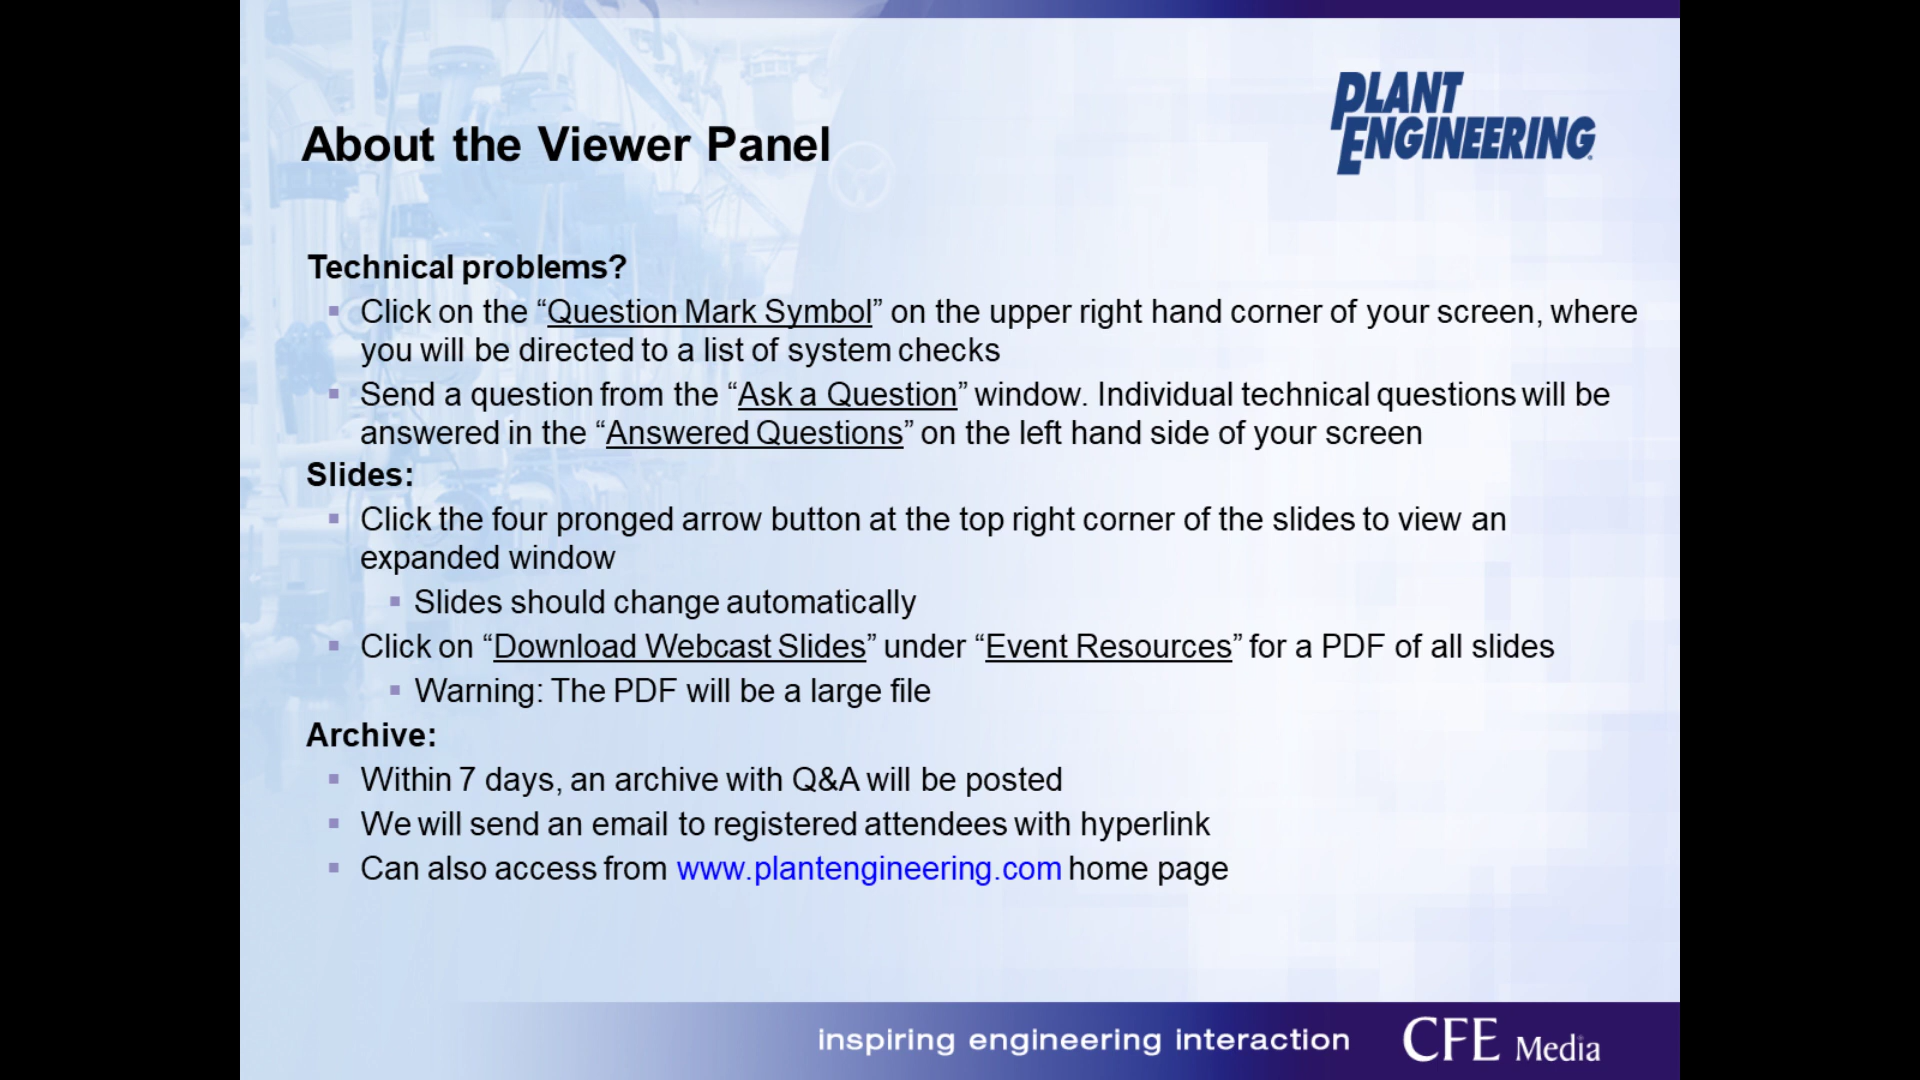 PLANT
ENGINEERING
About the Viewer Panel
Technical problems?
▪ Click on the “Question Mark Symbol” on the upper right hand corner of your screen, where
you will be directed to a list of system checks
▪ Send a question from the “Ask a Question” window. Individual technical questions will be
answered in the “Answered Questions” on the left hand side of your screen
Slides:
▪ Click the four pronged arrow button at the top right corner of the slides to view an
expanded window
▪ Slides should change automatically
▪ Click on “Download Webcast Slides” under “Event Resources” for a PDF of all slides
▪ Warning: The PDF will be a large file
Archive:
▪ Within 7 days, an archive with Q&A will be posted
▪ We will send an email to registered attendees with hyperlink
▪ Can also access from www.plantengineering.com home page
inspiring engineering interaction CFE Media